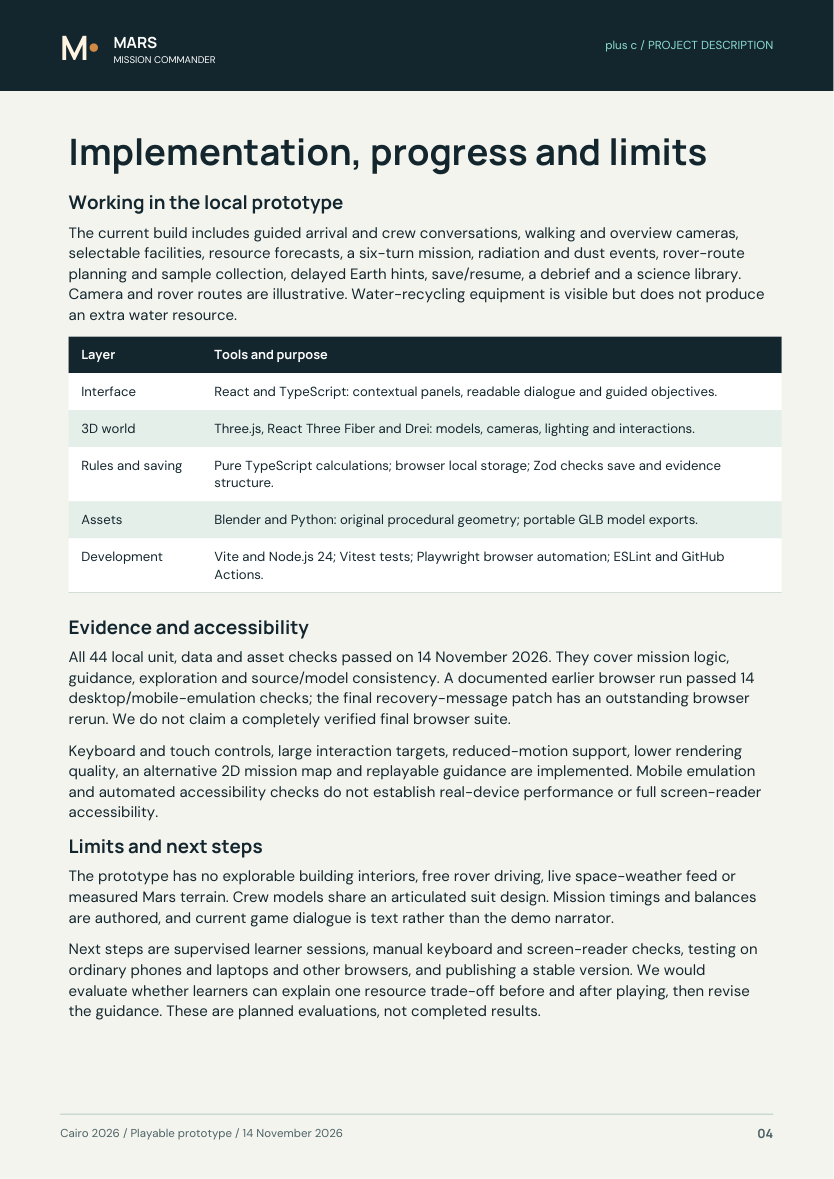 M
MARS
MISSION COMMANDER
plus c / PROJECT DESCRIPTION
Implementation, progress and limits
Working in the local prototype
The current build includes guided arrival and crew conversations, walking and overview cameras,
selectable facilities, resource forecasts, a six-turn mission, radiation and dust events, rover-route
planning and sample collection, delayed Earth hints, save/resume, a debrief and a science library.
Camera and rover routes are illustrative. Water-recycling equipment is visible but does not produce
an extra water resource.
Layer Tools and purpose
Interface React and TypeScript: contextual panels, readable dialogue and guided objectives.
3D world Three.js, React Three Fiber and Drei: models, cameras, lighting and interactions.
Rules and saving Pure TypeScript calculations; browser local storage; Zod checks save and evidence
structure.
Assets Blender and Python: original procedural geometry; portable GLB model exports.
Development Vite and Node.js 24; Vitest tests; Playwright browser automation; ESLint and GitHub
Actions.
Evidence and accessibility
All 44 local unit, data and asset checks passed on 14 November 2026. They cover mission logic,
guidance, exploration and source/model consistency. A documented earlier browser run passed 14
desktop/mobile-emulation checks; the final recovery-message patch has an outstanding browser
rerun. We do not claim a completely verified final browser suite.
Keyboard and touch controls, large interaction targets, reduced-motion support, lower rendering
quality, an alternative 2D mission map and replayable guidance are implemented. Mobile emulation
and automated accessibility checks do not establish real-device performance or full screen-reader
accessibility.
Limits and next steps
The prototype has no explorable building interiors, free rover driving, live space-weather feed or
measured Mars terrain. Crew models share an articulated suit design. Mission timings and balances
are authored, and current game dialogue is text rather than the demo narrator.
Next steps are supervised learner sessions, manual keyboard and screen-reader checks, testing on
ordinary phones and laptops and other browsers, and publishing a stable version. We would
evaluate whether learners can explain one resource trade-off before and after playing, then revise
the guidance. These are planned evaluations, not completed results.
Cairo 2026 / Playable prototype / 14 November 2026
04